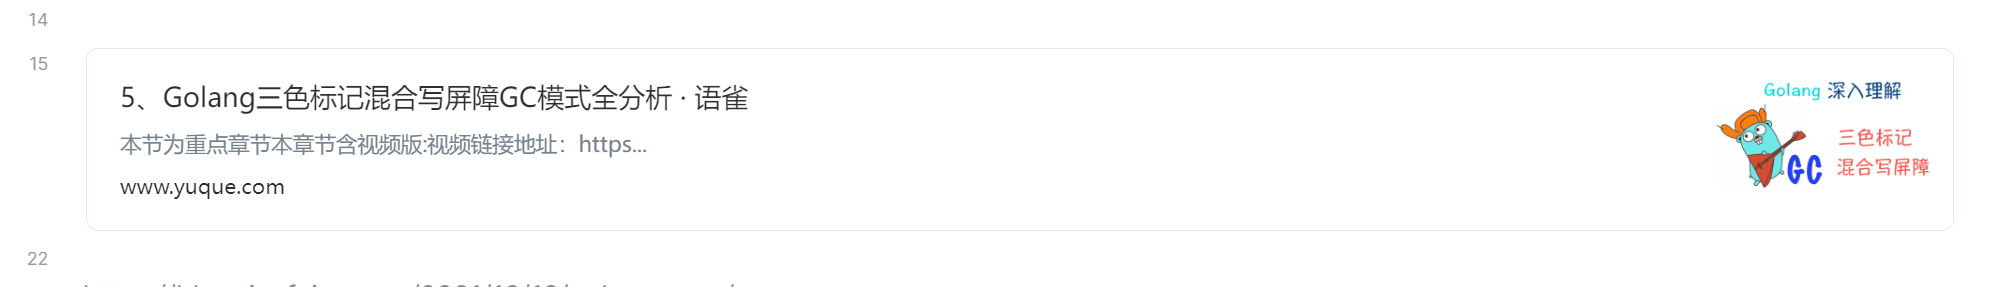 14
15
5、Golang三色标记混合写屏障GC模式全分析 · 语雀
本节为重点章节本章节含视频版:视频链接地址：https...
www.yuque.com
Golang 深入理解
三色标记
GC 混合写屏障
22